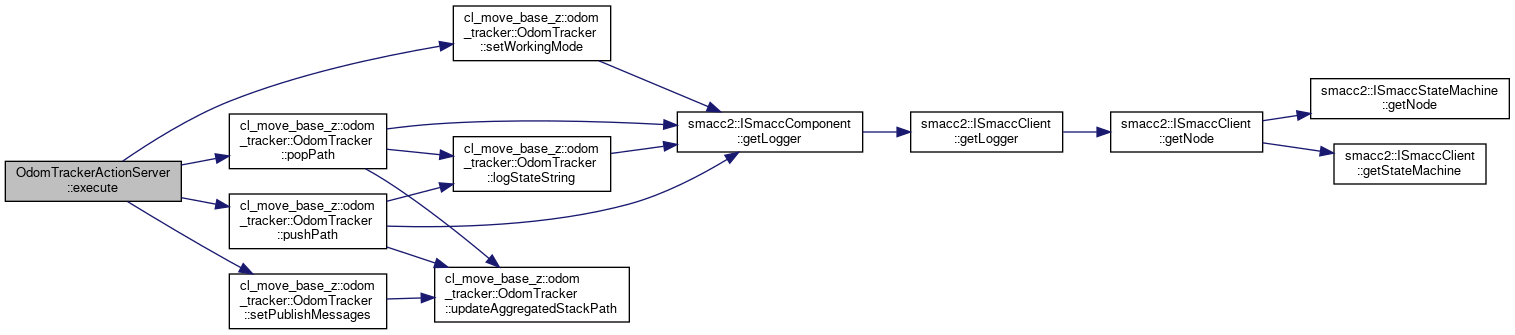 OdomTrackerActionServer
::execute
cl_move_base_z::odom
_tracker::OdomTracker
::setWorkingMode
cl_move_base_z::odom
_tracker::OdomTracker
::popPath
cl_move_base_z::odom
_tracker::OdomTracker
::logStateString
cl_move_base_z::odom
_tracker::OdomTracker
::pushPath
cl_move_base_z::odom
_tracker::OdomTracker
::setPublishMessages
cl_move_base_z::odom
_tracker::OdomTracker
::updateAggregatedStackPath
smacc2::ISmaccComponent
::getLogger
smacc2::ISmaccClient
::getLogger
smacc2::ISmaccClient
::getNode
smacc2::ISmaccStateMachine
::getNode
smacc2::ISmaccClient
::getStateMachine